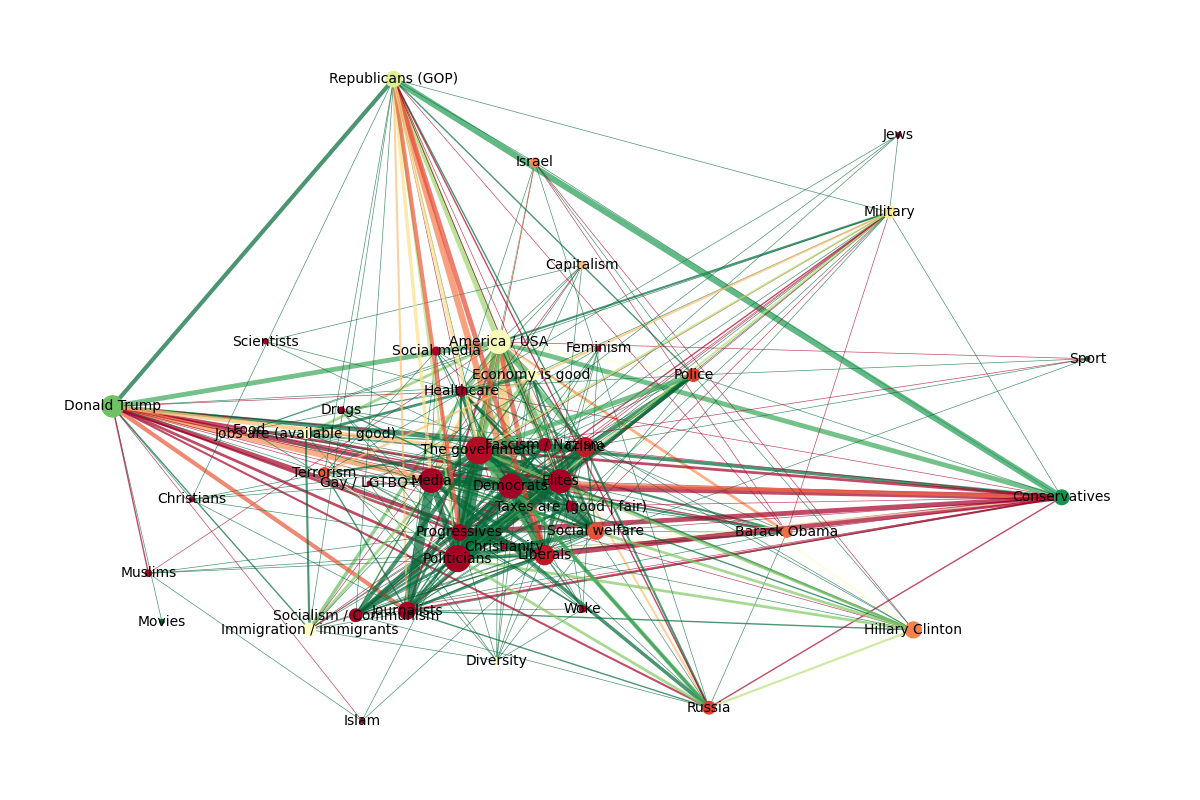 Republicans (GOP)
Jews
Israel
Military
Capitalism
Scientists
America / USA
Social media
Feminism
Sport
Economy is good
Police
Healthcare
Donald Trump
Drugs
Food
Jobs are (available | good)
Fascism / Nazism
Crime
The government
Terrorism
Gay / LGTBQ+
Media
Democrats
Elites
Conservatives
Christians
Taxes are (good | fair)
Progressives
Social welfare
Barack Obama
Christianity
Politicians
Liberals
Muslims
Woke
Journalists
Socialism / Communism
Movies
Immigration / immigrants
Hillary Clinton
Diversity
Russia
Islam